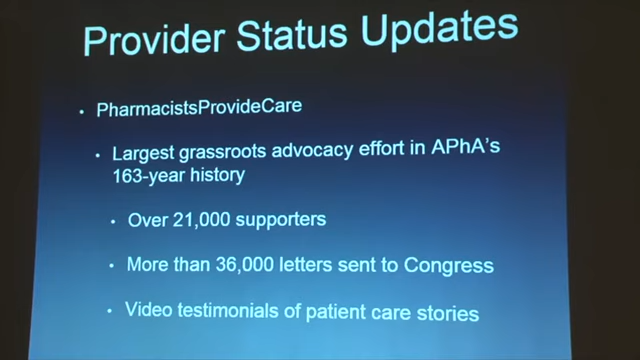 Provider Status Updates
• PharmacistsProvideCare
• Largest grassroots advocacy effort in APhA's
163-year history
• Over 21,000 supporters
• More than 36,000 letters sent to Congress
• Video testimonials of patient care stories